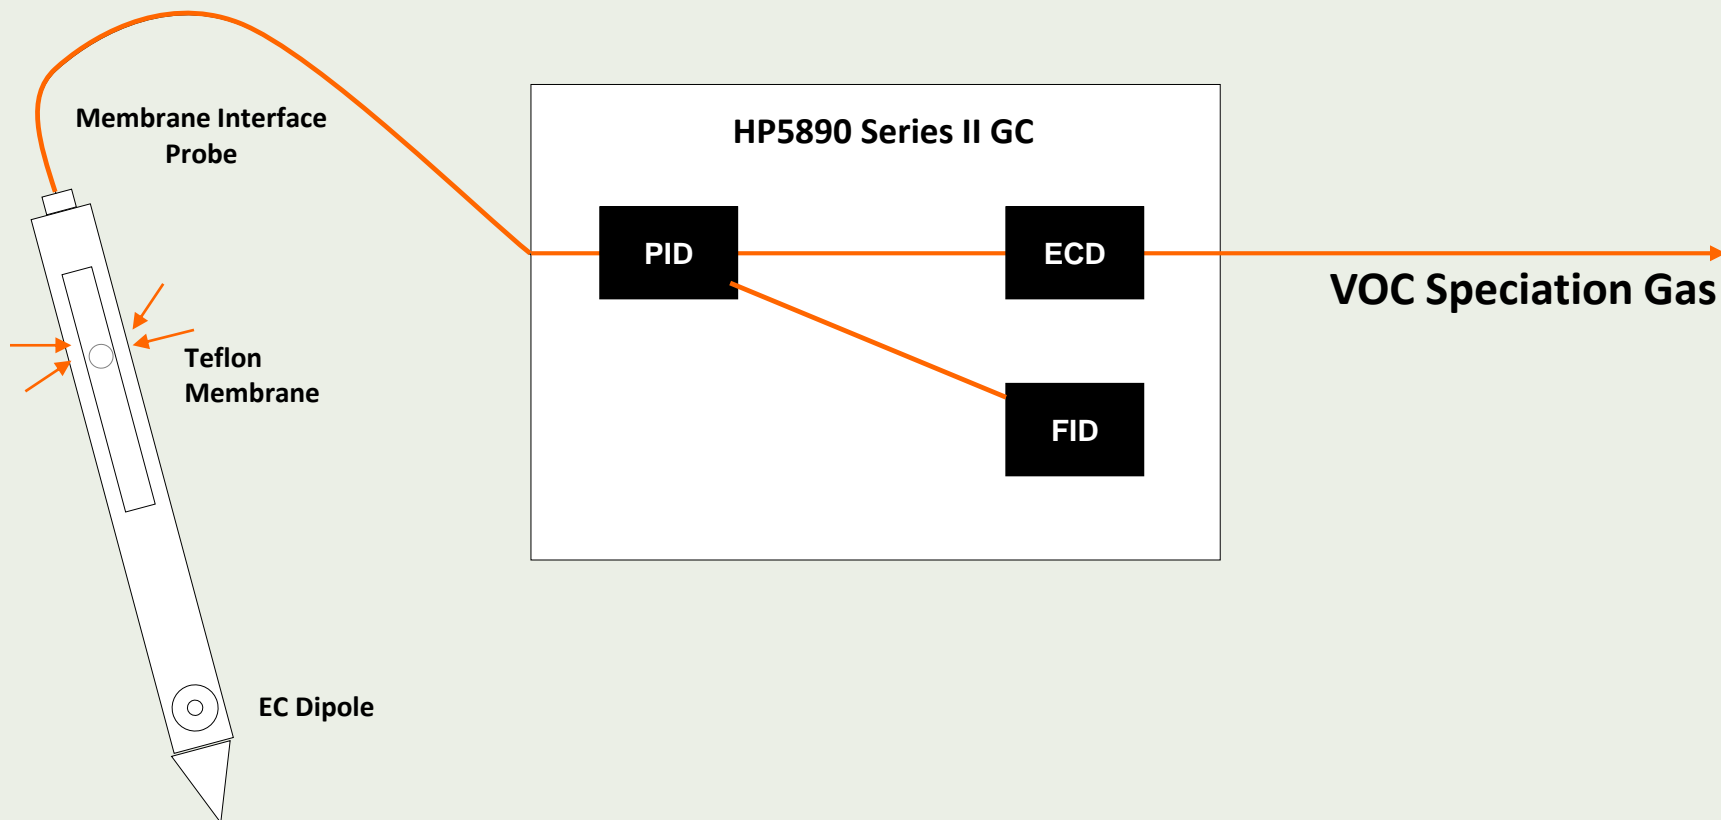 Membrane Interface
Probe
HP5890 Series II GC
PID
ECD
VOC Speciation Gas
Teflon
Membrane
FID
EC Dipole